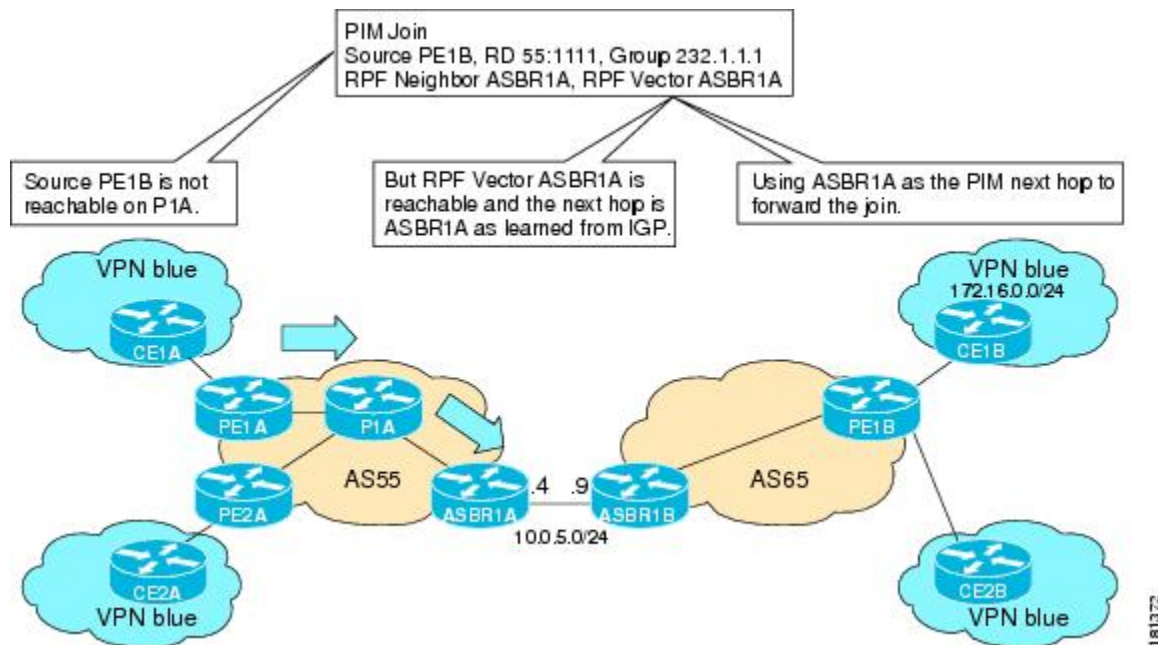 PIM Join
Source PE1B, RD 55:1111, Group 232.1.1.1
RPF Neighbor ASBR1A, RPF Vector ASBR1A
Source PE1B is not
reachable on P1A.
But RPF Vector ASBR1A is
reachable and the next hop is
ASBR1A as learned from IGP.
Using ASBR1A as the PIM next hop to
forward the join.
VPN blue
CE1A
VPN blue
172.16.0.0/24
CE1B
PE1A
P1A
PE1B
AS55
AS65
PE2A
ASBR1A
.4
.9
ASBR1B
10.0.5.0/24
CE2A
VPN blue
CE2B
VPN blue
181373